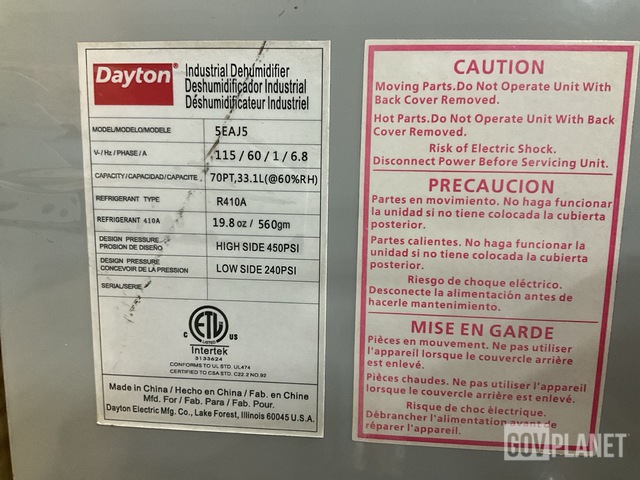 Dayton®
Industrial Dehumidifier
Deshumidificador Industrial
Déshumidificateur Industriel
MODEL/MODELO/MODELE 5EAJ5
V~/Hz/PHASE/A 115/60/1/6.8
CAPACITY/CAPACIDAD/CAPACITE 70PT,33.1L(@60%RH)
REFRIGERANT TYPE R410A
REFRIGERANT 410A 19.8oz/560gm
DESIGN PRESSURE
PROSION DE DISEÑO HIGH SIDE 450PSI
DESIGN PRESSURE
CONCEVOIR DE LA PRESSION LOW SIDE 240PSI
SERIAL/SERIE
C ETL US
LISTED
Intertek
3133624
CONFORMS TO UL STD. UL474
CERTIFIED TO CSA STD. C22.2 NO.92
Made in China / Hecho en China / Fab. en Chine
Mfd. For / Fab. Para / Fab. Pour.
Dayton Electric Mfg. Co., Lake Forest, Illinois 60045 U.S.A.
CAUTION
Moving Parts.Do Not Operate Unit With
Back Cover Removed.
Hot Parts.Do Not Operate Unit With Back
Cover Removed.
Risk of Electric Shock.
Disconnect Power Before Servicing Unit.
PRECAUCION
Partes en movimiento. No haga funcionar
la unidad si no tiene colocada la cubierta
posterior.
Partes calientes. No haga funcionar la
unidad si no tiene colocada la cubierta
posterior.
Riesgo de choque eléctrico.
Desconecte la alimentación antes de
hacerle mantenimiento.
MISE EN GARDE
Pièces en mouvement. Ne pas utiliser
l'appareil lorsque le couvercle arrière
est enlevé.
Pièces chaudes. Ne pas utiliser l'appareil
lorsque le couvercle arrière est enlevé.
Risque de choc électrique.
Débrancher l'alimentation avant de
réparer l'appareil.
GOVPLANET